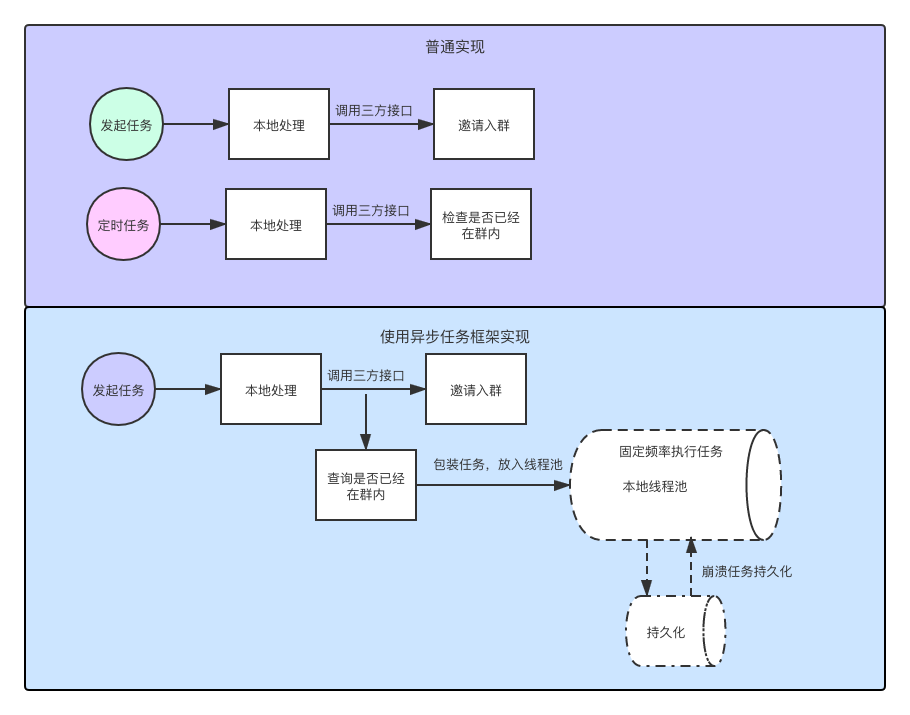 普通实现
发起任务
本地处理
调用三方接口
邀请入群
定时任务
本地处理
调用三方接口
检查是否已经
在群内
使用异步任务框架实现
发起任务
本地处理
调用三方接口
邀请入群
查询是否已经
在群内
包装任务，放入线程池
固定频率执行任务
本地线程池
崩溃任务持久化
持久化